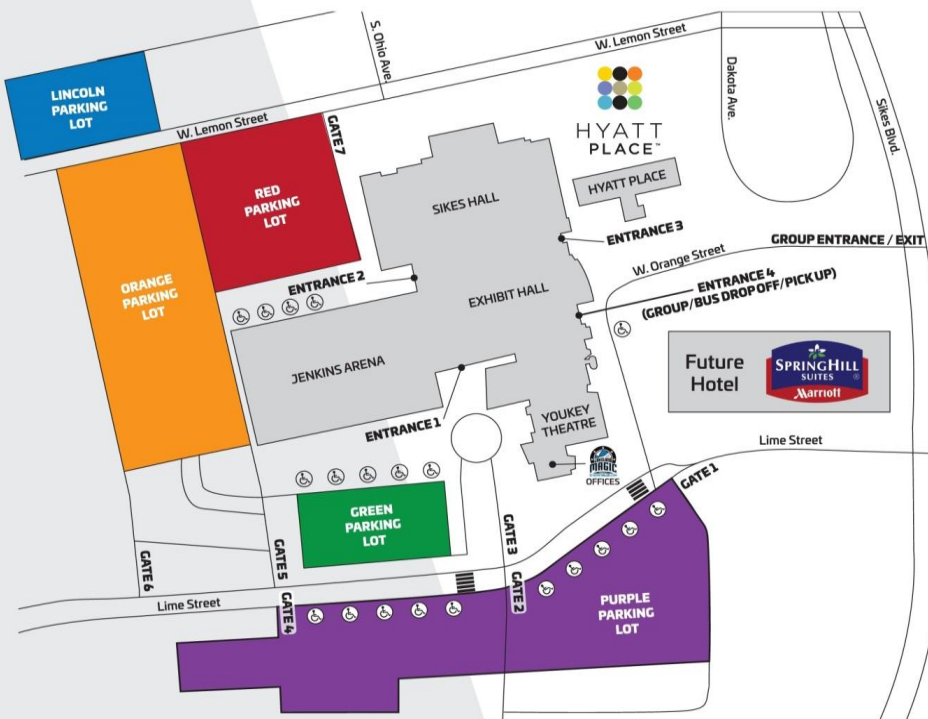 S. Ohio Ave.
W. Lemon Street
LINCOLN
PARKING
LOT
W. Lemon Street
GATE 7
HYATT
PLACE™
Dakota Ave.
Sikes Blvd.
RED
PARKING
LOT
SIKES HALL
HYATT PLACE
ENTRANCE 3
GROUP ENTRANCE / EXIT
W. Orange Street
ORANGE
PARKING
LOT
ENTRANCE 2
EXHIBIT HALL
ENTRANCE 4
(GROUP/BUS DROP OFF/PICK UP)
JENKINS ARENA
Future
Hotel
SPRINGHILL
SUITES
®
Marriott
ENTRANCE 1
YOUKEY
THEATRE
Lime Street
MAGIC
OFFICES
GATE 1
GREEN
PARKING
LOT
GATE 6
GATE 5
GATE 3
Lime Street
GATE 4
GATE 2
PURPLE
PARKING
LOT